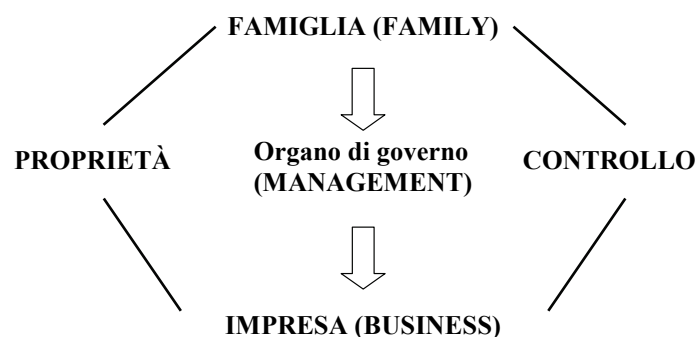 FAMIGLIA (FAMILY)
PROPRIETÀ
Organo di governo
(MANAGEMENT)
CONTROLLO
IMPRESA (BUSINESS)